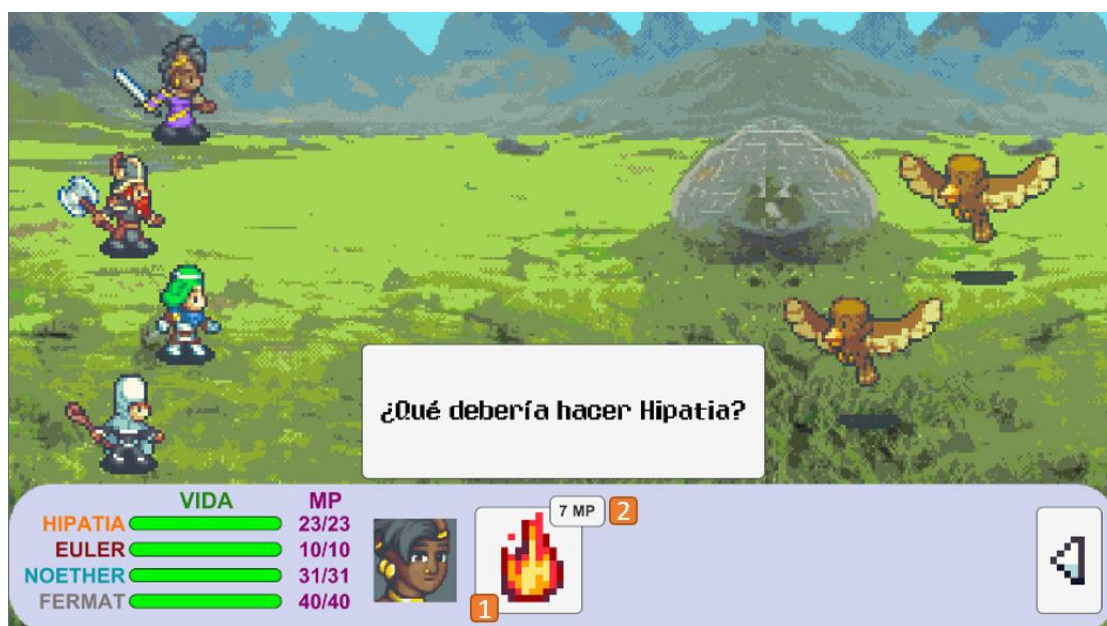 ¿Qué debería hacer Hipatia?
VIDA MP
HIPATIA 23/23
EULER 10/10
NOETHER 31/31
FERMAT 40/40
7 MP 2
1